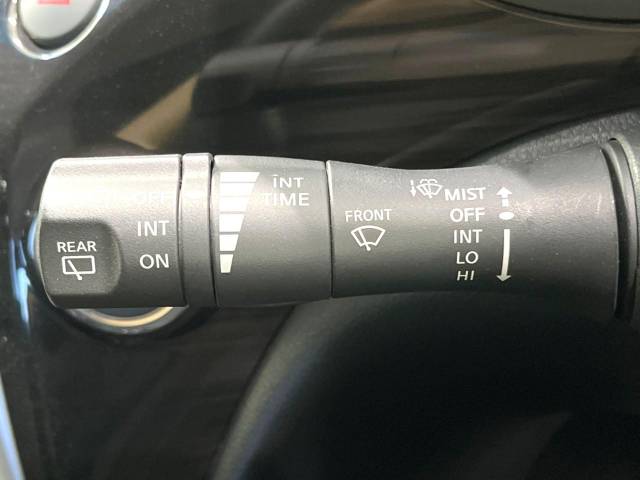 OFF
INT
REAR
ON
INT
TIME
FRONT
MIST
OFF
INT
LO
HI